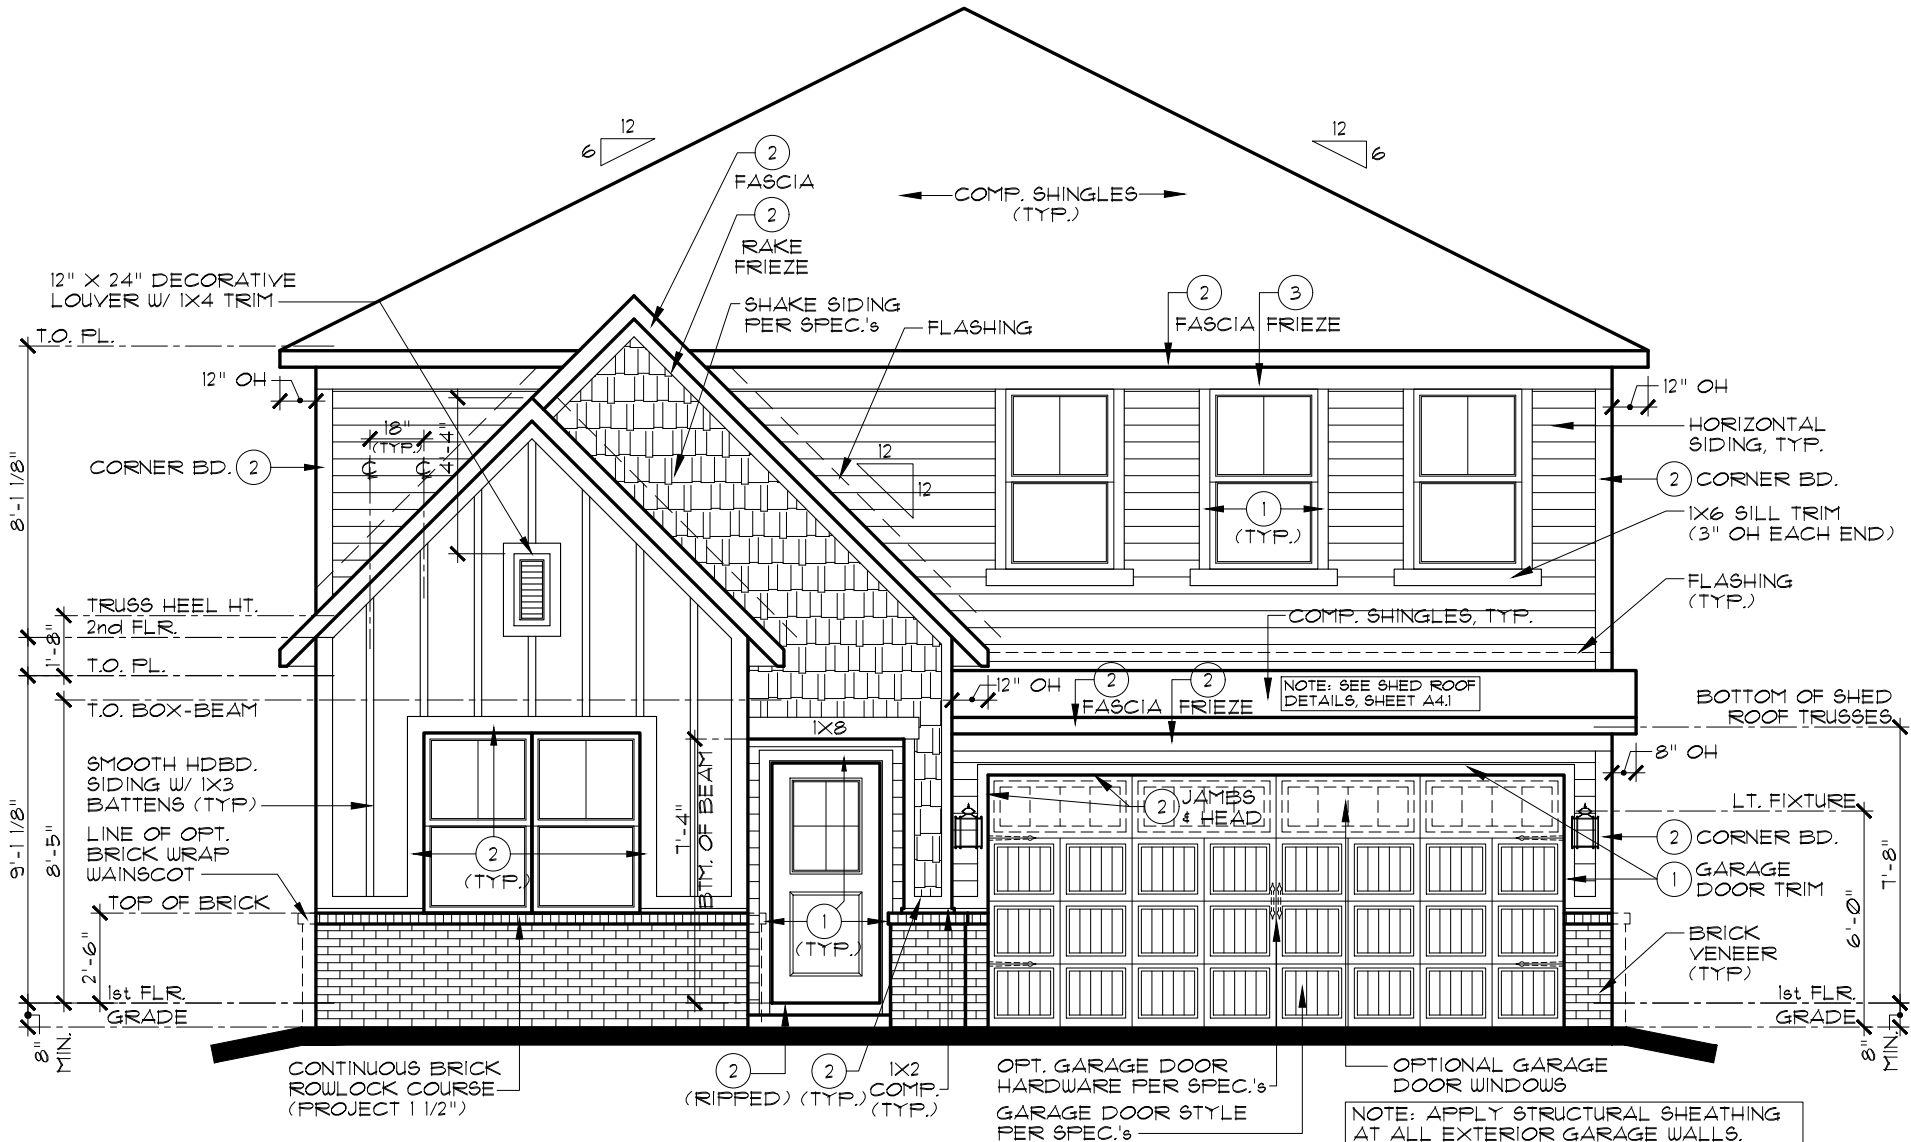 12
6
12
6
2
FASCIA
2
RAKE
FRIEZE
COMP. SHINGLES
(TYP.)
12" X 24" DECORATIVE
LOUVER W/ 1X4 TRIM
SHAKE SIDING
PER SPEC.'s
FLASHING
2
FASCIA
3
FRIEZE
T.O. PL.
12" OH
12" OH
18"
(TYP.)
4'-4"
HORIZONTAL
SIDING, TYP.
CORNER BD. 2
12
12
2 CORNER BD.
8'-1 1/8"
1
(TYP.)
1X6 SILL TRIM
(3" OH EACH END)
FLASHING
(TYP.)
TRUSS HEEL HT.
2nd FLR.
1'-8"
COMP. SHINGLES, TYP.
T.O. PL.
12" OH
2
FASCIA
2
FRIEZE
NOTE: SEE SHED ROOF
DETAILS, SHEET A4.1
BOTTOM OF SHED
ROOF TRUSSES
T.O. BOX-BEAM
1X8
8" OH
SMOOTH HDBD.
SIDING W/ 1X3
BATTENS (TYP)
7'-4"
BTM. OF BEAM
2 JAMBS
& HEAD
LT. FIXTURE
9'-1 1/8"
8'-5"
LINE OF OPT.
BRICK WRAP
WAINSCOT
2
(TYP.)
2 CORNER BD.
7'-8"
1 GARAGE
DOOR TRIM
TOP OF BRICK
1
(TYP.)
6'-0"
2'-6"
BRICK
VENEER
(TYP)
1st FLR.
GRADE
1st FLR.
GRADE
8"
MIN.
8"
MIN.
CONTINUOUS BRICK
ROWLOCK COURSE
(PROJECT 1 1/2")
2
(RIPPED)
2
(TYP.)
1X2
COMP.
(TYP.)
OPT. GARAGE DOOR
HARDWARE PER SPEC.'s
GARAGE DOOR STYLE
PER SPEC.'s
OPTIONAL GARAGE
DOOR WINDOWS
NOTE: APPLY STRUCTURAL SHEATHING
AT ALL EXTERIOR GARAGE WALLS.